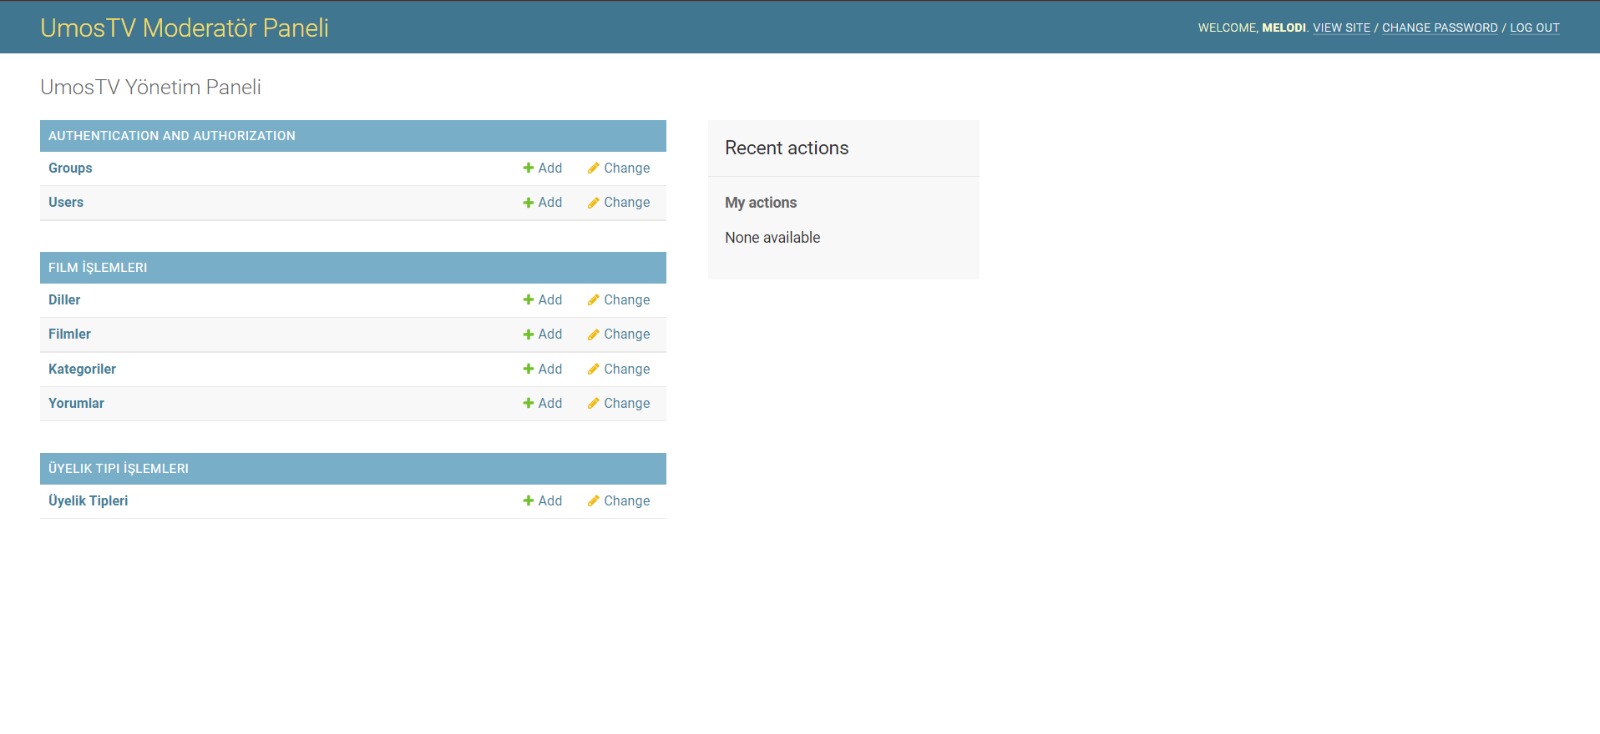 UmosTV Moderatör Paneli
WELCOME, MELODI. VIEW SITE / CHANGE PASSWORD / LOG OUT
UmosTV Yönetim Paneli
AUTHENTICATION AND AUTHORIZATION
Groups Add Change
Users Add Change
FILM İŞLEMLERI
Diller Add Change
Filmler Add Change
Kategoriler Add Change
Yorumlar Add Change
ÜYELIK TIPI İŞLEMLERI
Üyelik Tipleri Add Change
Recent actions
My actions
None available